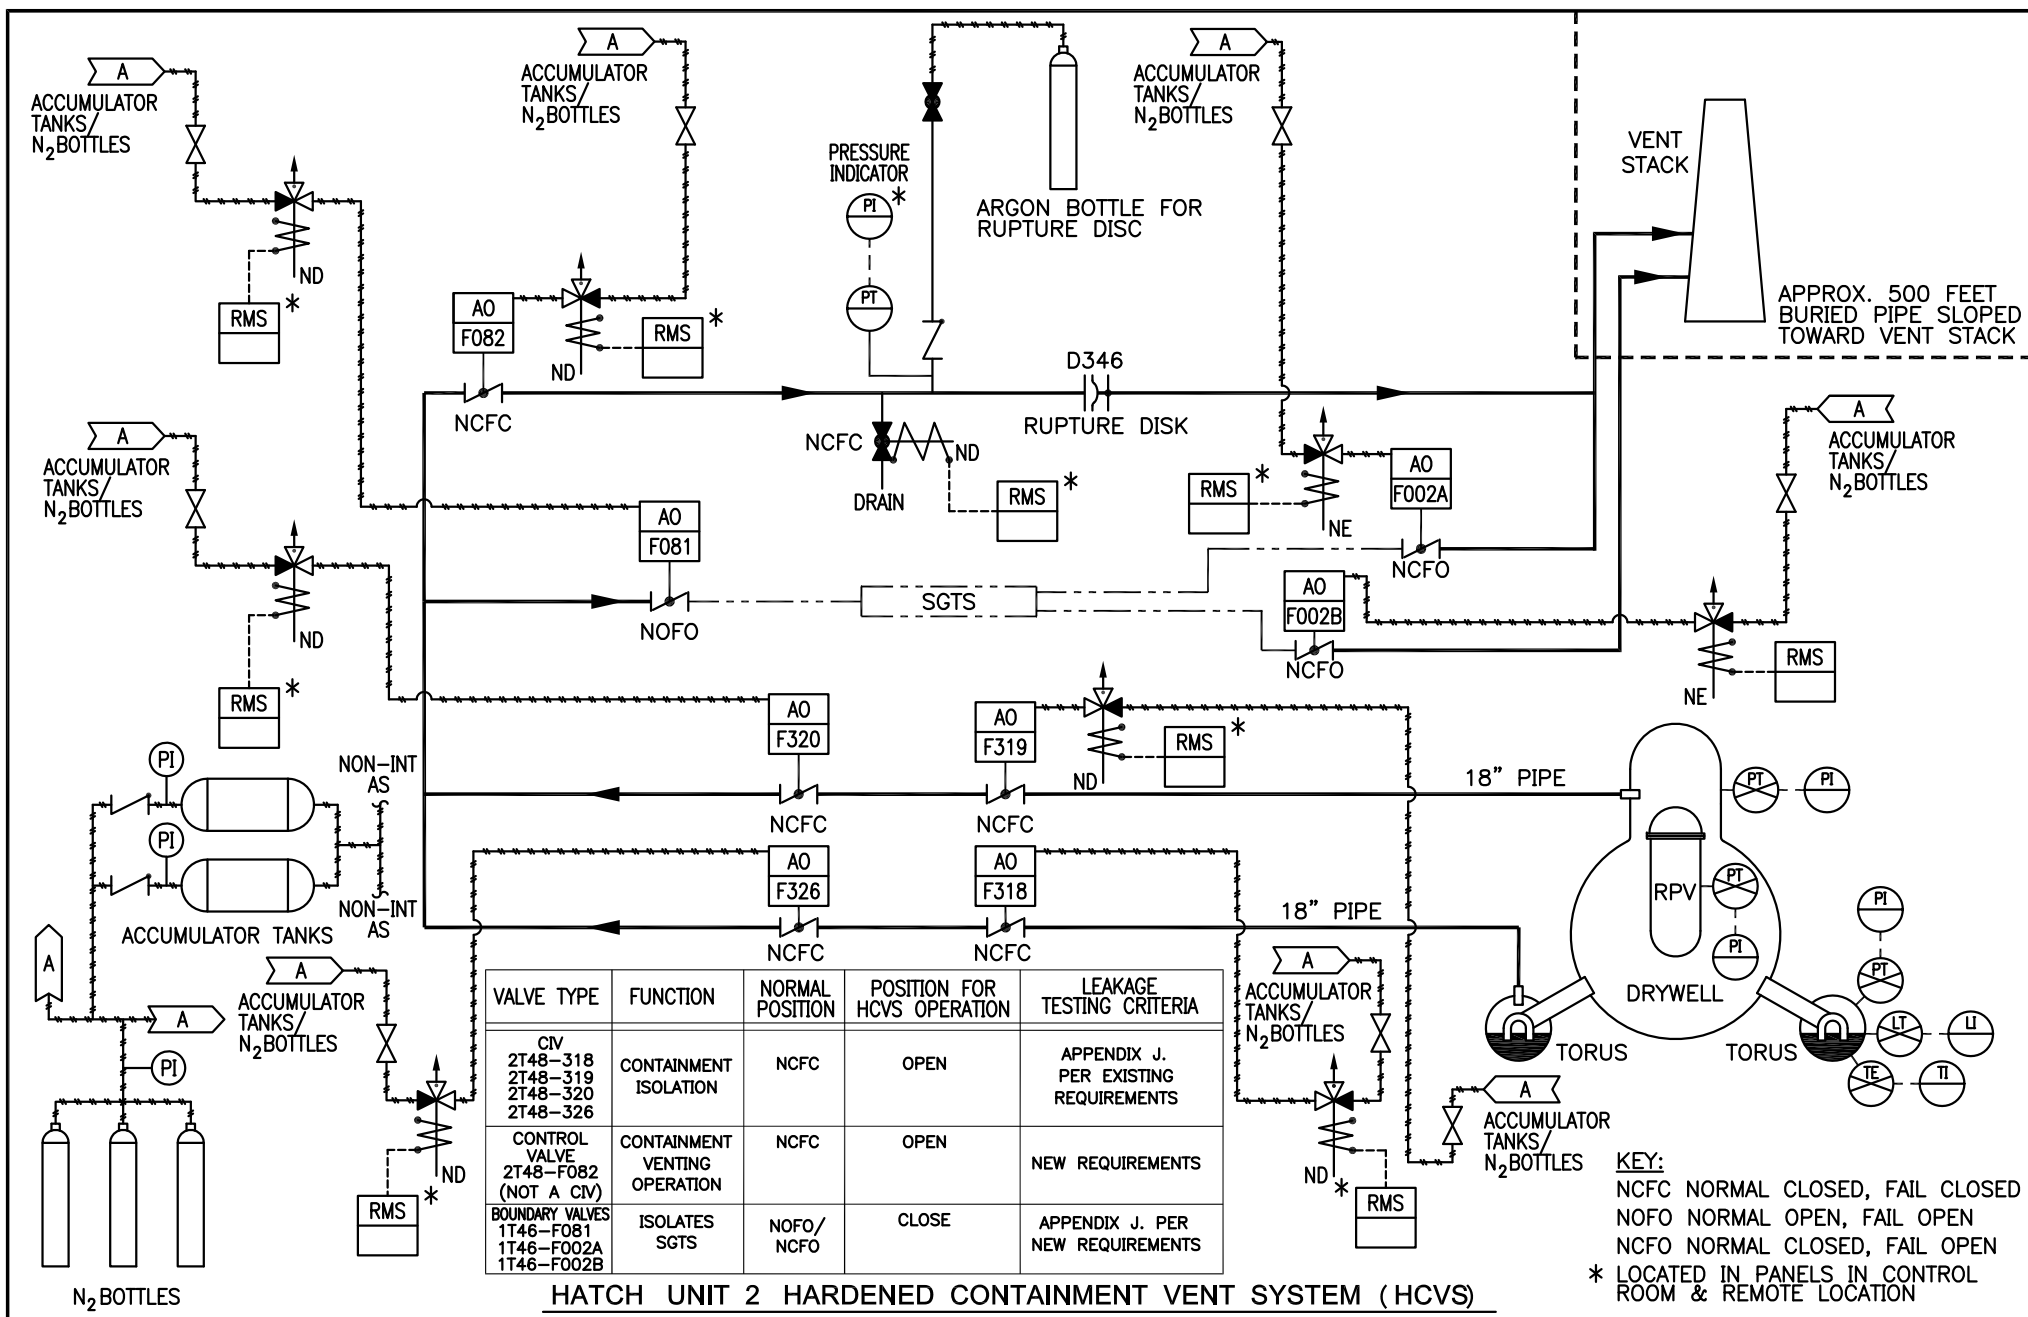 A
ACCUMULATOR
TANKS/
N2BOTTLES
A
ACCUMULATOR
TANKS/
N2BOTTLES
PRESSURE
INDICATOR
PI
*
PT
ARGON BOTTLE FOR
RUPTURE DISC
A
ACCUMULATOR
TANKS/
N2BOTTLES
VENT
STACK
APPROX. 500 FEET
BURIED PIPE SLOPED
TOWARD VENT STACK
ND
RMS
*
AO
F082
NCFC
ND
RMS
*
D346
RUPTURE DISK
NCFC
ND
DRAIN
RMS
*
RMS
*
NE
AO
F002A
NCFO
A
ACCUMULATOR
TANKS/
N2BOTTLES
A
ACCUMULATOR
TANKS/
N2BOTTLES
AO
F081
NOFO
SGTS
AO
F002B
NCFO
NE
RMS
ND
RMS
*
AO
F320
NCFC
AO
F319
NCFC
ND
RMS
*
18” PIPE
PT
PI
PI
NON-INT
AS
PI
NON-INT
AS
ACCUMULATOR TANKS
AO
F326
NCFC
AO
F318
NCFC
18” PIPE
RPV
PT
PI
DRYWELL
PI
PT
LT
LI
TE
TI
TORUS
TORUS
A
A
PI
N2BOTTLES
A
ACCUMULATOR
TANKS/
N2BOTTLES
ND
RMS
*
A
ACCUMULATOR
TANKS/
N2BOTTLES
ND
*
RMS
A
ACCUMULATOR
TANKS/
N2BOTTLES
VALVE TYPE
FUNCTION
NORMAL
POSITION
POSITION FOR
HCVS OPERATION
LEAKAGE
TESTING CRITERIA
CIV
2T48-318
2T48-319
2T48-320
2T48-326
CONTAINMENT
ISOLATION
NCFC
OPEN
APPENDIX J.
PER EXISTING
REQUIREMENTS
CONTROL
VALVE
2T48-F082
(NOT A CIV)
CONTAINMENT
VENTING
OPERATION
NCFC
OPEN
NEW REQUIREMENTS
BOUNDARY VALVES
1T46-F081
1T46-F002A
1T46-F002B
ISOLATES
SGTS
NOFO/
NCFO
CLOSE
APPENDIX J. PER
NEW REQUIREMENTS
KEY:
NCFC NORMAL CLOSED, FAIL CLOSED
NOFO NORMAL OPEN, FAIL OPEN
NCFO NORMAL CLOSED, FAIL OPEN
* LOCATED IN PANELS IN CONTROL
ROOM & REMOTE LOCATION
HATCH UNIT 2 HARDENED CONTAINMENT VENT SYSTEM (HCVS)